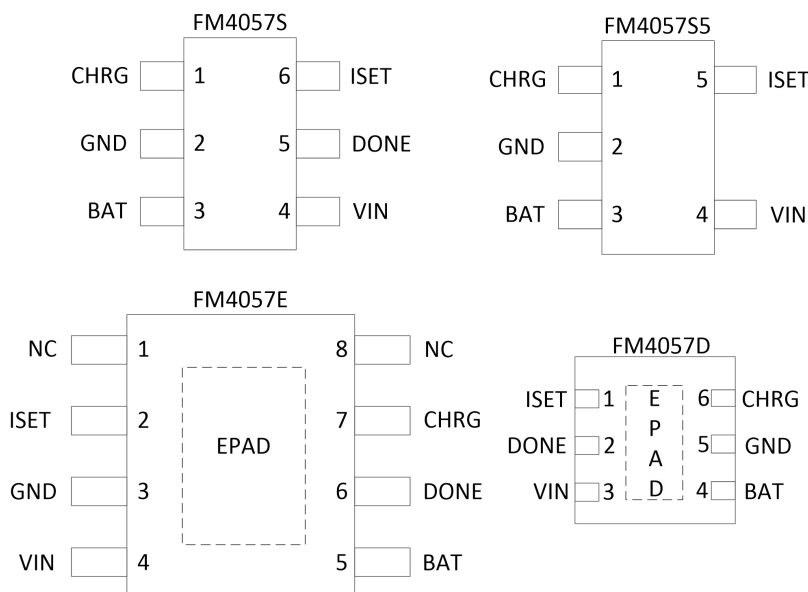 FM4057S
CHRG 1 6 ISET
GND 2 5 DONE
BAT 3 4 VIN
FM4057S5
CHRG 1 5 ISET
GND 2
BAT 3 4 VIN
FM4057E
NC 1 8 NC
ISET 2 7 CHRG
EPAD
GND 3 6 DONE
VIN 4 5 BAT
FM4057D
ISET 1 E 6 CHRG
DONE 2 P 5 GND
A
VIN 3 D 4 BAT